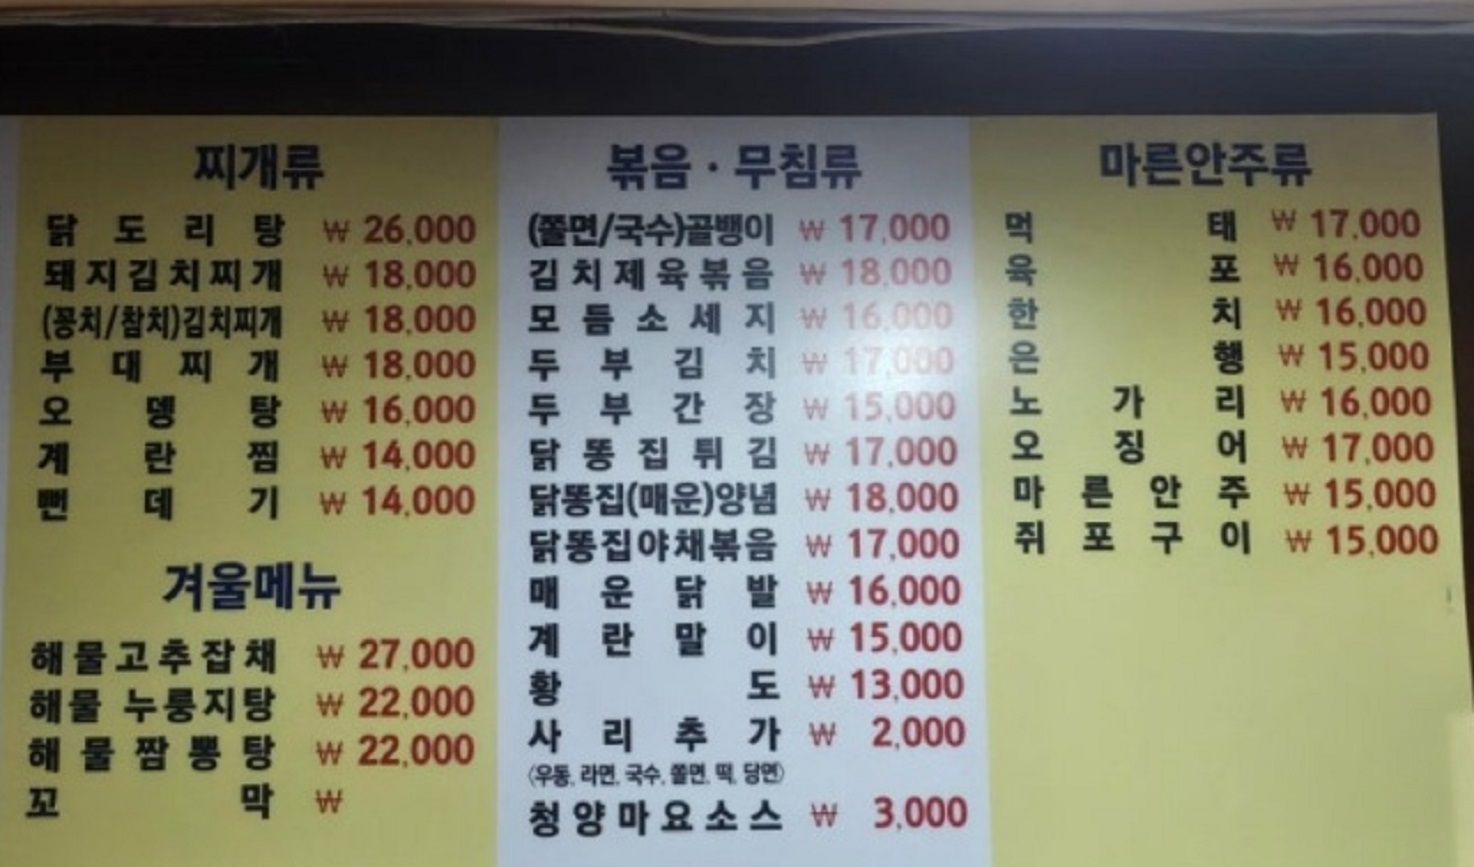 찌개류
닭도리탕 ₩ 26,000
돼지김치찌개 ₩ 18,000
(꽁치/참치)김치찌개 ₩ 18,000
부대찌개 ₩ 18,000
오뎅탕 ₩ 16,000
계란찜 ₩ 14,000
뻔데기 ₩ 14,000
겨울메뉴
해물고추잡채 ₩ 27,000
해물 누룽지탕 ₩ 22,000
해물짬뽕탕 ₩ 22,000
꼬막 ₩
볶음 · 무침류
(쫄면/국수)골뱅이 ₩ 17,000
김치제육볶음 ₩ 18,000
모듬소세지 ₩ 16,000
두부김치 ₩ 17,000
두부간장 ₩ 15,000
닭똥집튀김 ₩ 17,000
닭똥집(매운)양념 ₩ 18,000
닭똥집야채볶음 ₩ 17,000
매운닭발 ₩ 16,000
계란말이 ₩ 15,000
황도 ₩ 13,000
사리추가 ₩ 2,000
(우동, 라면, 국수, 쫄면, 떡, 당면)
청양마요소스 ₩ 3,000
마른안주류
먹태 ₩ 17,000
육포 ₩ 16,000
한치 ₩ 16,000
은행 ₩ 15,000
노가리 ₩ 16,000
오징어 ₩ 17,000
마른안주 ₩ 15,000
쥐포구이 ₩ 15,000